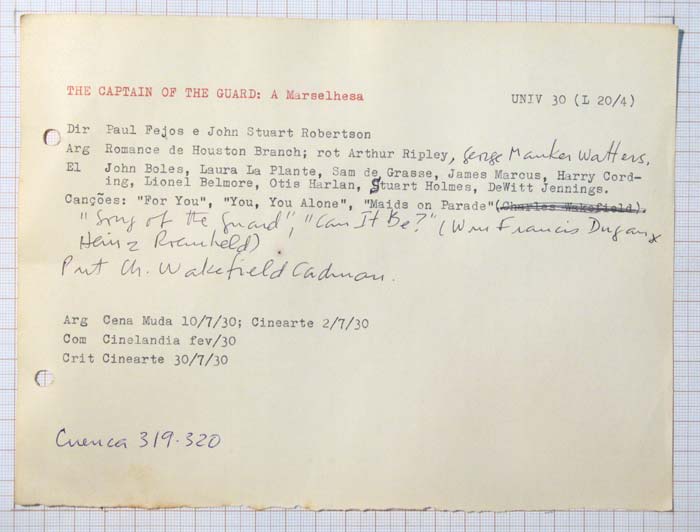 THE CAPTAIN OF THE GUARD: A Marselhesa UNIV 30 (L 20/4)
Dir Paul Fejos e John Stuart Robertson
Arg Romance de Houston Branch; rot Arthur Ripley, George Manker Watters.
El John Boles, Laura La Plante, Sam de Grasse, James Marcus, Harry Cord-
ing, Lionel Belmore, Otis Harlan, Stuart Holmes, DeWitt Jennings.
Canções: "For You", "You, You Alone", "Maids on Parade" (Charles Wakefield).
"Song of the Guard", "Can It Be?" (Wm Francis Dugan x
Heinz Roemheld)
Ch. Wakefield Cadman.
Arg Cena Muda 10/7/30; Cinearte 2/7/30
Com Cinelandia fev/30
Crit Cinearte 30/7/30
Cuenca 319-320